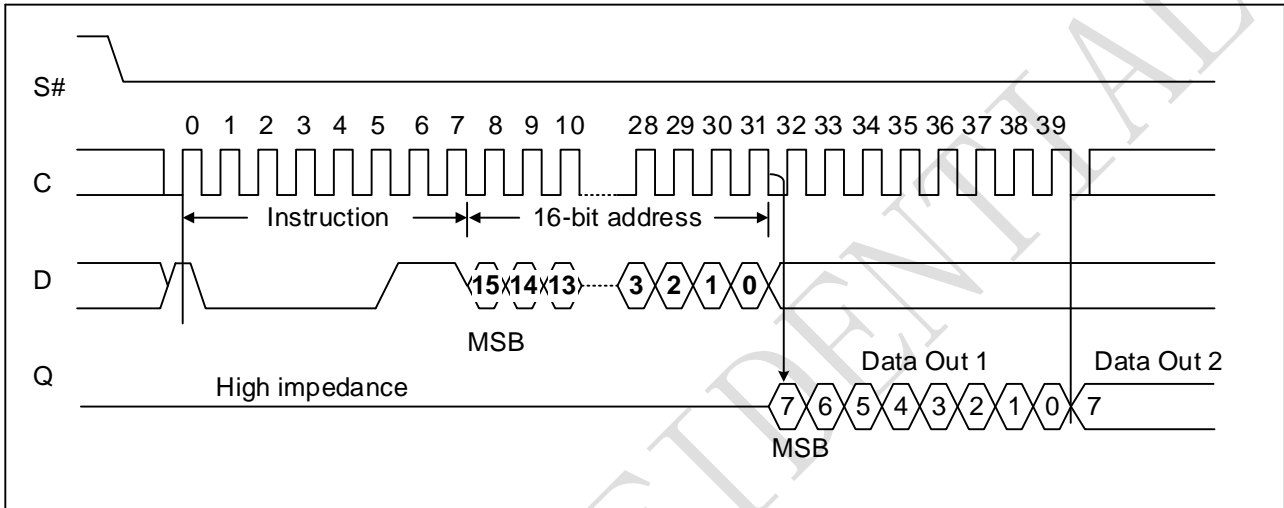 S#
0 1 2 3 4 5 6 7 8 9 10 28 29 30 31 32 33 34 35 36 37 38 39
C
Instruction 16-bit address
D
15 14 13 3 2 1 0
MSB
Data Out 1 Data Out 2
Q
High impedance
7 6 5 4 3 2 1 0 7
MSB
IDENTIAL